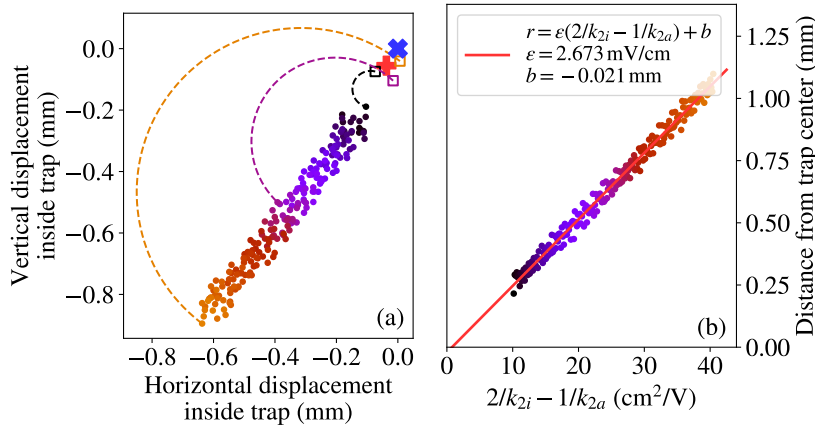 0.0
−0.2
−0.4
−0.6
−0.8
Vertical displacement
inside trap (mm)
(a)
−0.8 −0.6 −0.4 −0.2 0.0
Horizontal displacement
inside trap (mm)
r = ε(2/k₂ᵢ − 1/k₂ₐ) + b
ε = 2.673 mV/cm
b = −0.021 mm
(b)
0 10 20 30 40
2/k₂ᵢ − 1/k₂ₐ (cm²/V)
1.25
1.00
0.75
0.50
0.25
0.00
Distance from trap center (mm)